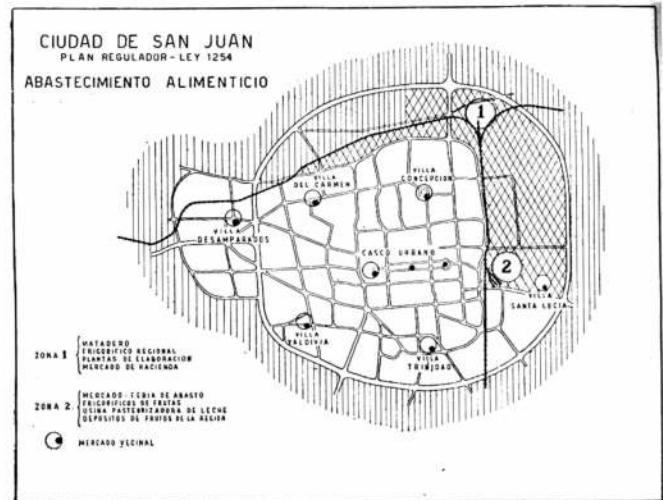 CIUDAD DE SAN JUAN
PLAN REGULADOR - LEY 1254
ABASTECIMIENTO ALIMENTICIO
1
VILLA
DEL CARMEN
VILLA
CONCEPCION
VILLA
DESAMPARADOS
CASCO URBANO
2
VILLA
SANTA LUCIA
VILLA
VALDIVIA
VILLA
TRINIDAD
ZONA 1
MATADERO
FRIGORIFICO REGIONAL
PLANTAS DE ELABORACION
MERCADO DE HACIENDA
ZONA 2
MERCADO - FERIA DE ABASTO
FRIGORIFICOS DE FRUTAS
USINA PASTEURIZADORA DE LECHE
DEPOSITOS DE FRUTOS DE LA REGION
MERCADO VECINAL